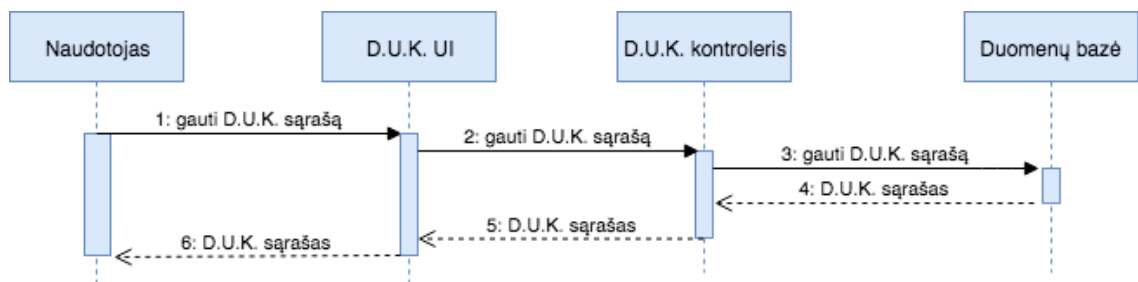 Naudotojas
D.U.K. UI
D.U.K. kontroleris
Duomenų bazė
1: gauti D.U.K. sąrašą
2: gauti D.U.K. sąrašą
3: gauti D.U.K. sąrašą
4: D.U.K. sąrašas
5: D.U.K. sąrašas
6: D.U.K. sąrašas